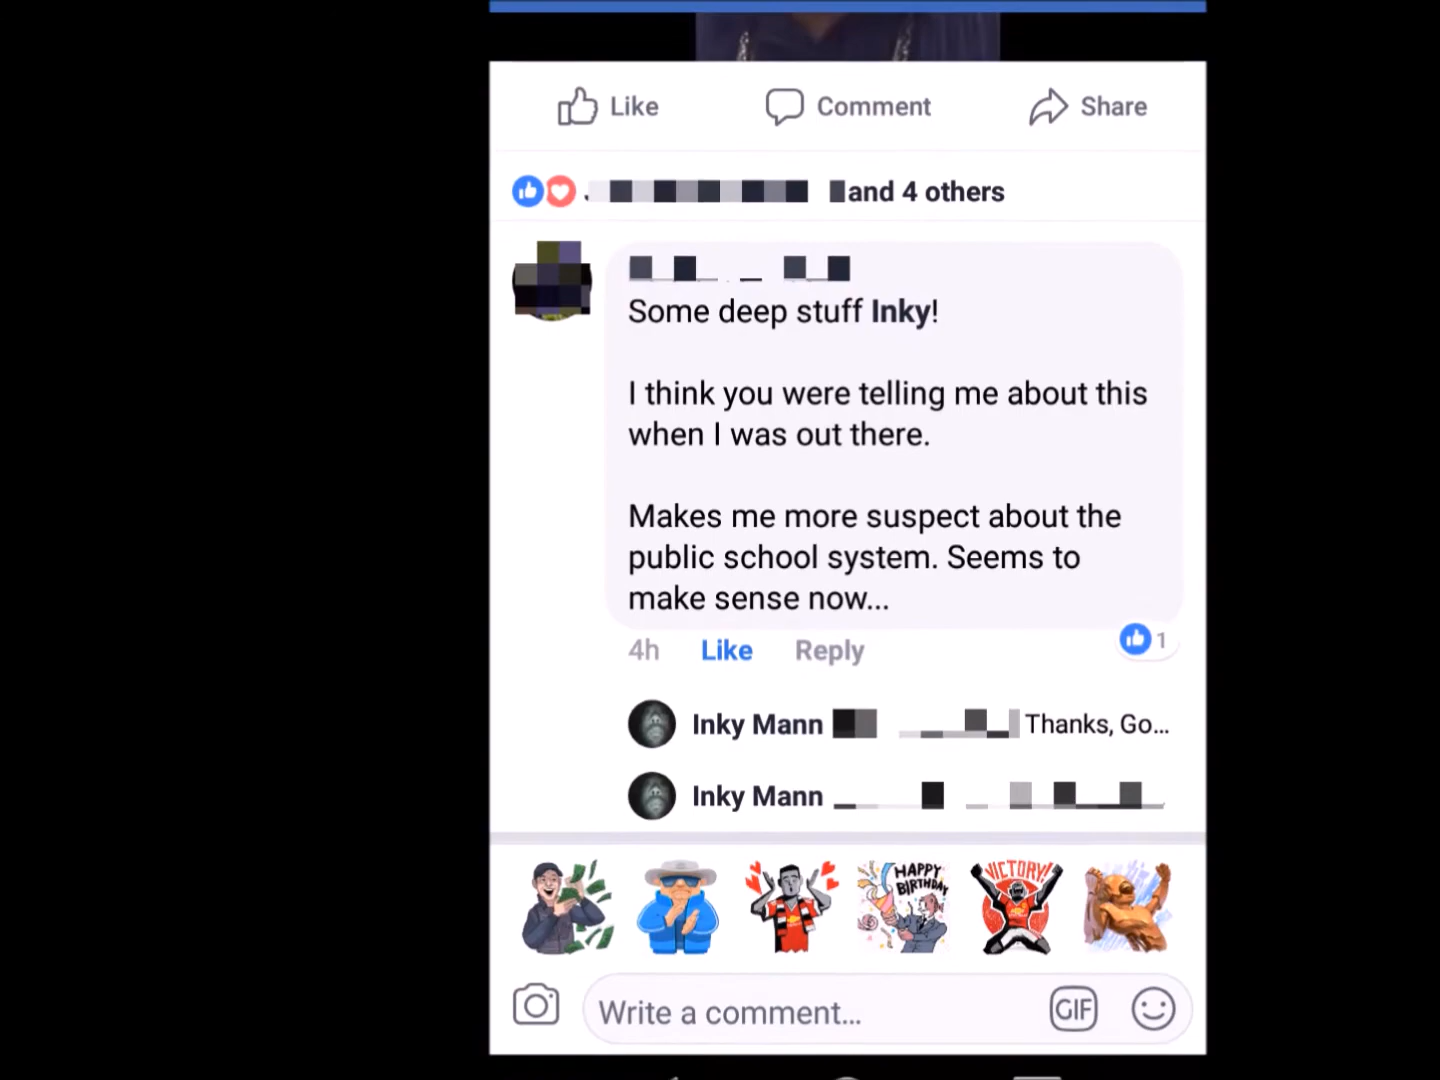 Like Comment Share
and 4 others
Some deep stuff Inky!
I think you were telling me about this
when I was out there.
Makes me more suspect about the
public school system. Seems to
make sense now...
4h Like Reply 1
Inky Mann Thanks, Go...
Inky Mann
HAPPY BIRTHDAY VICTORY!
Write a comment... GIF